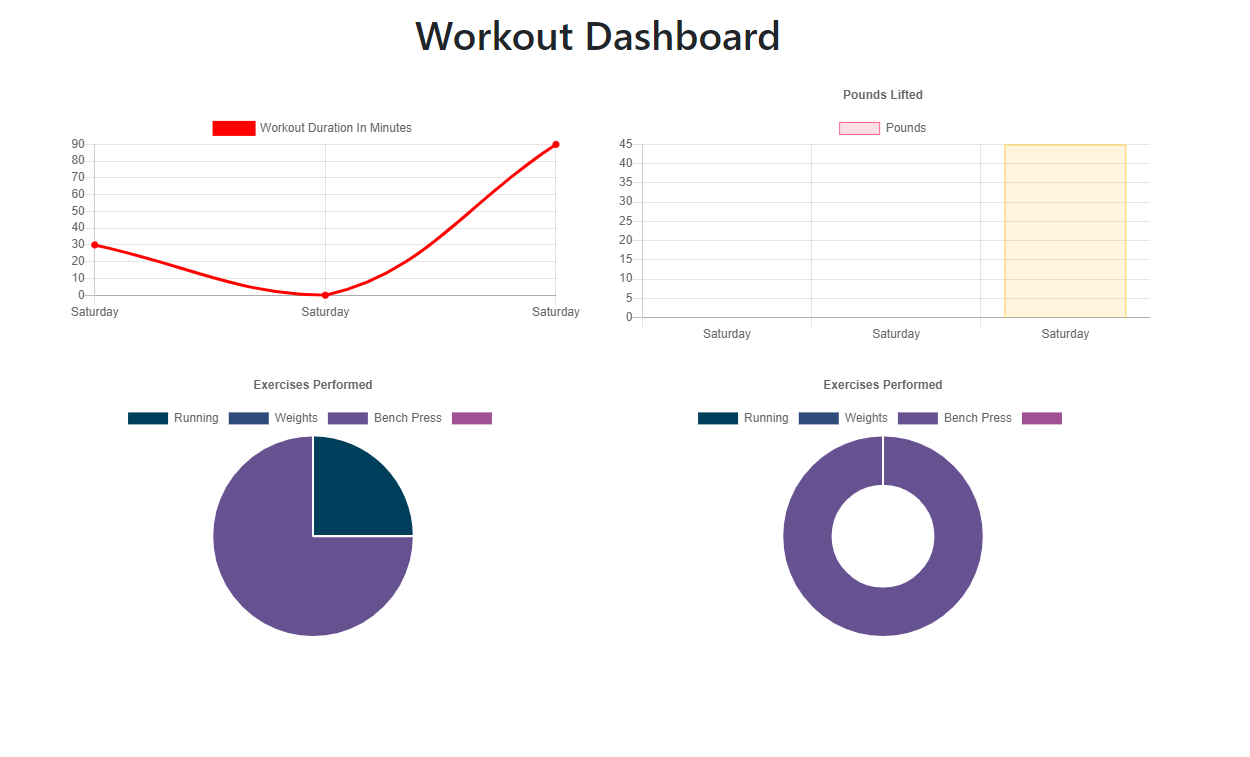 Workout Dashboard
Workout Duration In Minutes
90
80
70
60
50
40
30
20
10
0
Saturday Saturday Saturday
Pounds Lifted
Pounds
45
40
35
30
25
20
15
10
5
0
Saturday Saturday Saturday
Exercises Performed
Running Weights Bench Press
Exercises Performed
Running Weights Bench Press